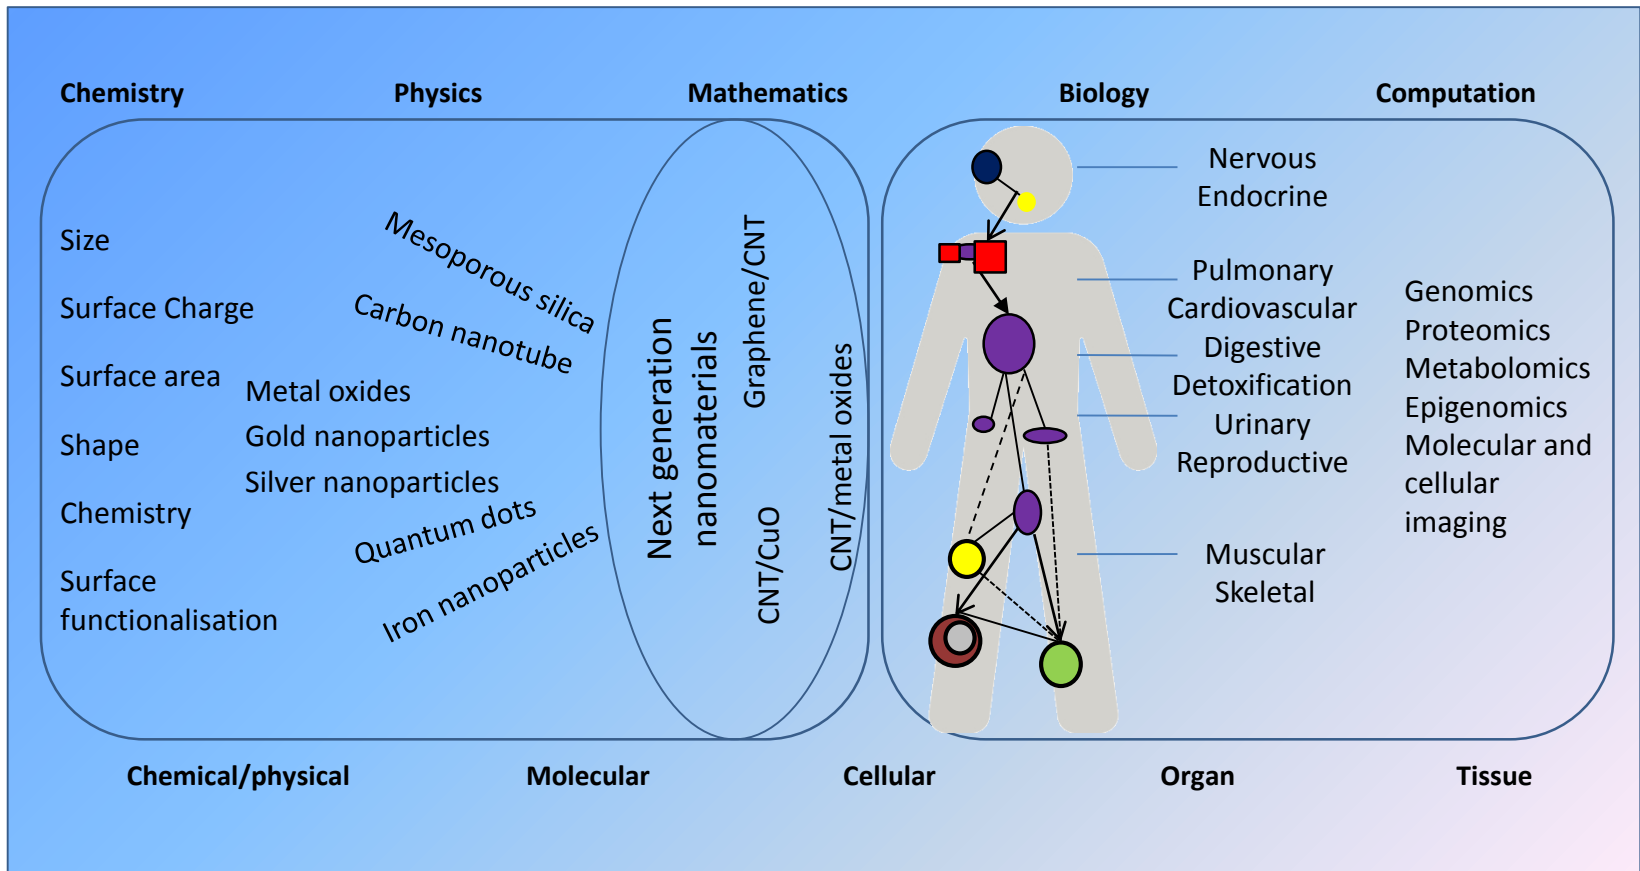 Chemistry
Physics
Mathematics
Biology
Computation
Size
Surface Charge
Surface area
Shape
Chemistry
Surface
functionalisation
Mesoporous silica
Carbon nanotube
Metal oxides
Gold nanoparticles
Silver nanoparticles
Quantum dots
Iron nanoparticles
Next generation
nanomaterials
Graphene/CNT
CNT/CuO
CNT/metal oxides
Nervous
Endocrine
Pulmonary
Cardiovascular
Digestive
Detoxification
Urinary
Reproductive
Muscular
Skeletal
Genomics
Proteomics
Metabolomics
Epigenomics
Molecular and
cellular
imaging
Chemical/physical
Molecular
Cellular
Organ
Tissue